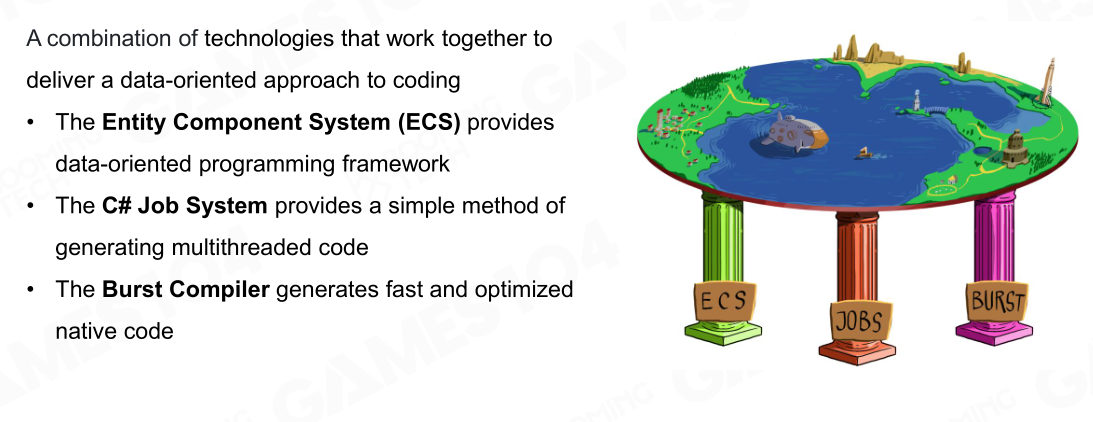 A combination of technologies that work together to
deliver a data-oriented approach to coding
• The Entity Component System (ECS) provides
data-oriented programming framework
• The C# Job System provides a simple method of
generating multithreaded code
• The Burst Compiler generates fast and optimized
native code
ECS
JOBS
BURST
GAMES104
GAMES104